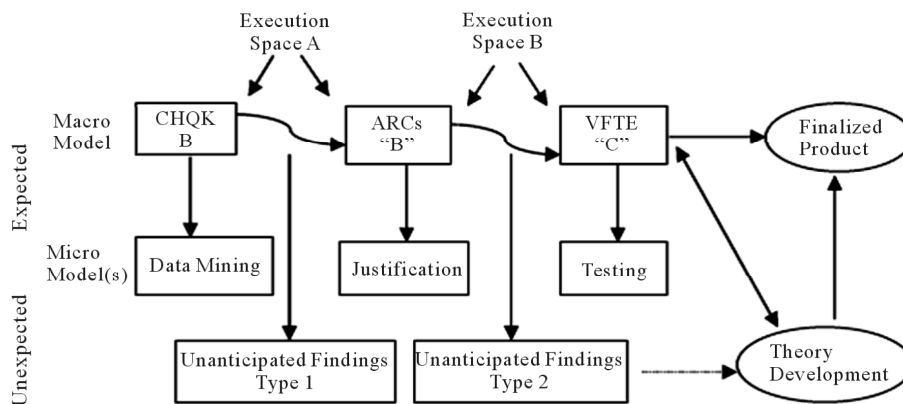 Execution
Space A
Execution
Space B
Macro
Model
CHQK
B
ARCs
“B”
VFTE
“C”
Finalized
Product
Expected
Micro
Model(s)
Data Mining
Justification
Testing
Unexpected
Unanticipated Findings
Type 1
Unanticipated Findings
Type 2
Theory
Development